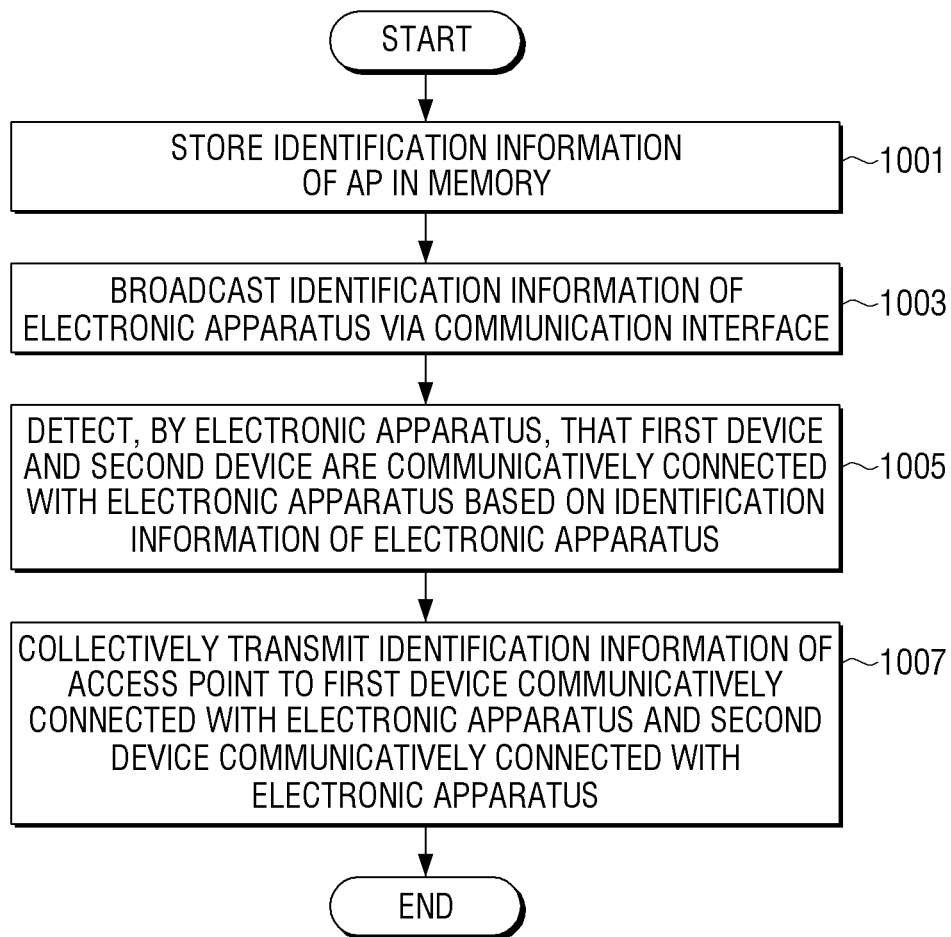 START
STORE IDENTIFICATION INFORMATION
OF AP IN MEMORY
1001
BROADCAST IDENTIFICATION INFORMATION OF
ELECTRONIC APPARATUS VIA COMMUNICATION INTERFACE
1003
DETECT, BY ELECTRONIC APPARATUS, THAT FIRST DEVICE
AND SECOND DEVICE ARE COMMUNICATIVELY CONNECTED
WITH ELECTRONIC APPARATUS BASED ON IDENTIFICATION
INFORMATION OF ELECTRONIC APPARATUS
1005
COLLECTIVELY TRANSMIT IDENTIFICATION INFORMATION OF
ACCESS POINT TO FIRST DEVICE COMMUNICATIVELY
CONNECTED WITH ELECTRONIC APPARATUS AND SECOND
DEVICE COMMUNICATIVELY CONNECTED WITH
ELECTRONIC APPARATUS
1007
END